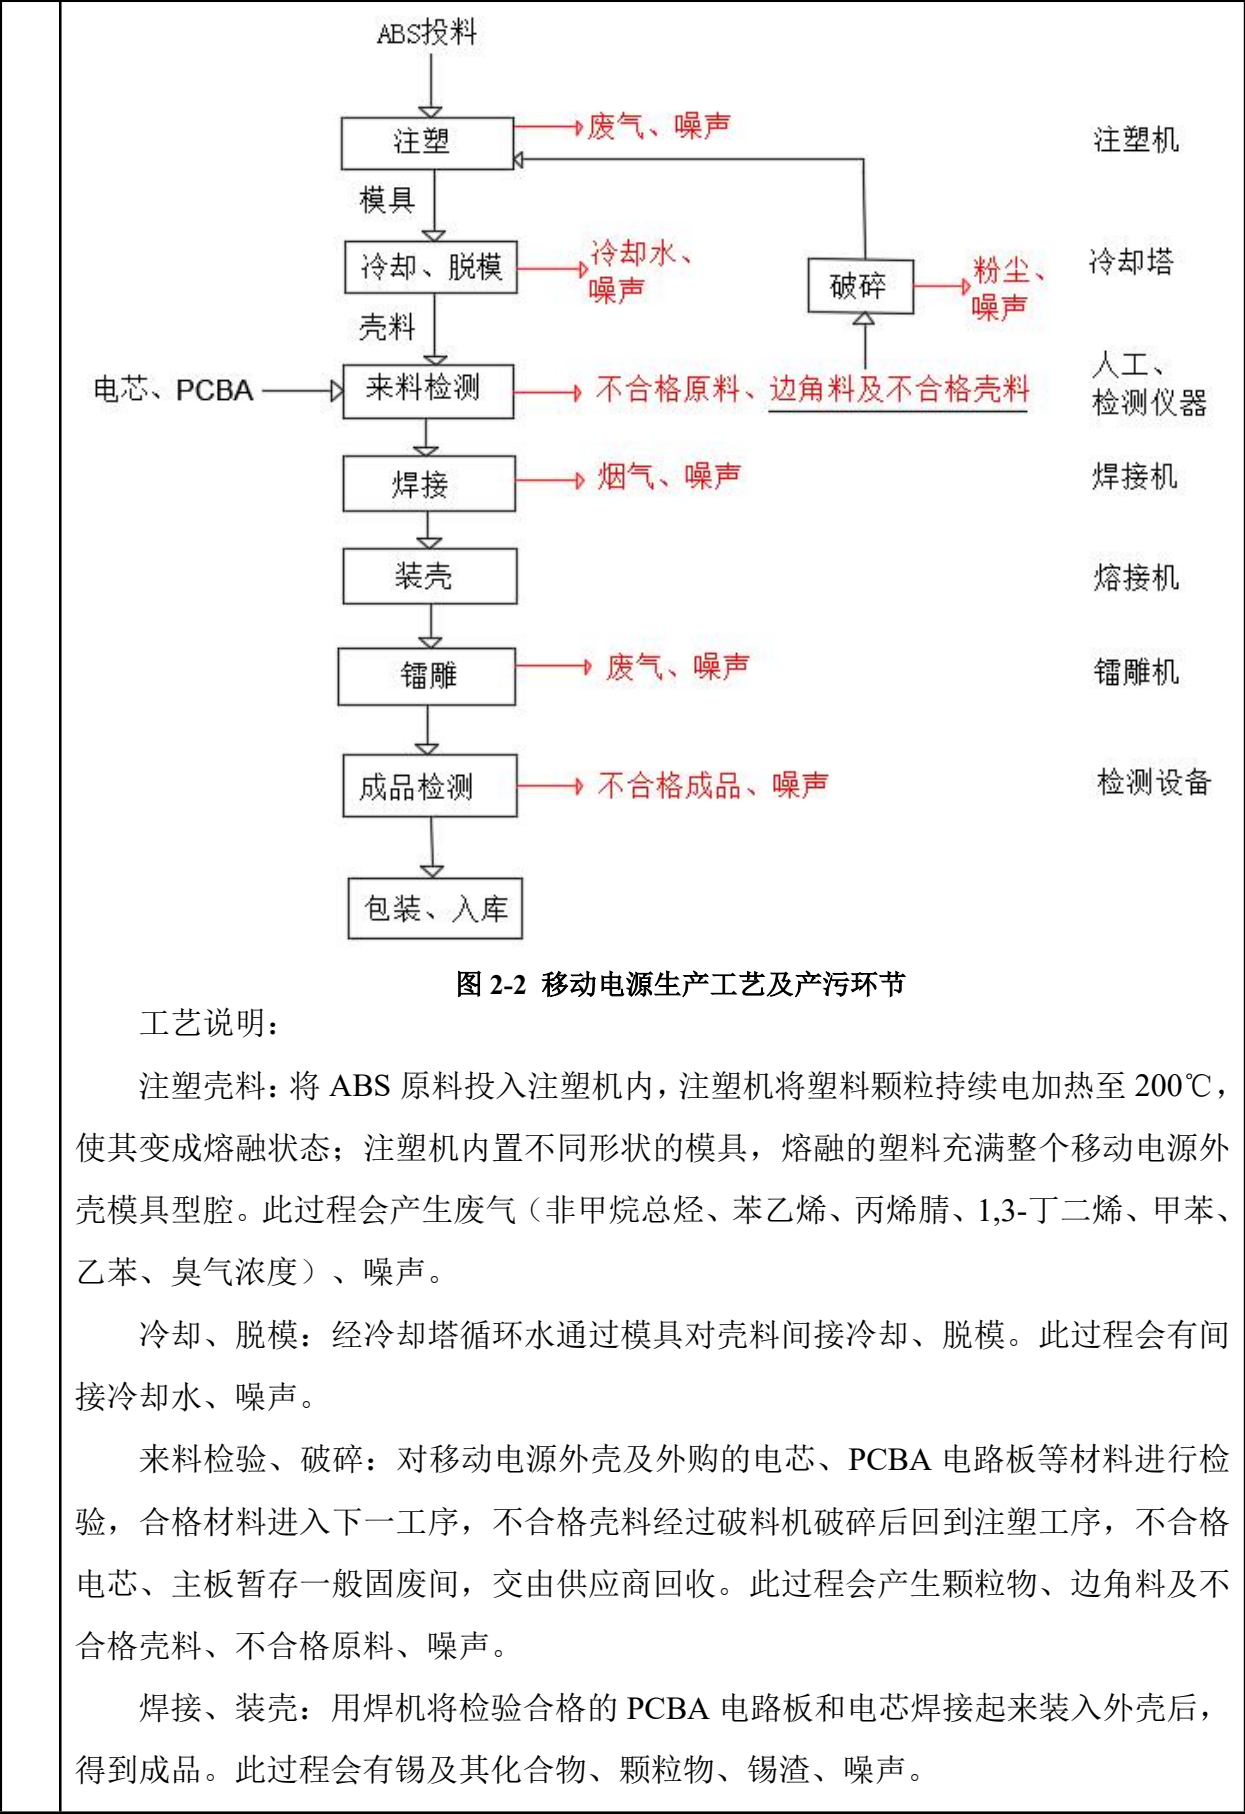 ABS投料
注塑
废气、噪声
注塑机
模具
冷却、脱模
冷却水、
噪声
破碎
粉尘、
噪声
冷却塔
壳料
电芯、PCBA
来料检测
不合格原料、边角料及不合格壳料
人工、
检测仪器
焊接
烟气、噪声
焊接机
装壳
熔接机
镭雕
废气、噪声
镭雕机
成品检测
不合格成品、噪声
检测设备
包装、入库
图 2-2 移动电源生产工艺及产污环节
工艺说明：
注塑壳料：将 ABS 原料投入注塑机内，注塑机将塑料颗粒持续电加热至 200℃，
使其变成熔融状态；注塑机内置不同形状的模具，熔融的塑料充满整个移动电源外
壳模具型腔。此过程会产生废气（非甲烷总烃、苯乙烯、丙烯腈、1,3-丁二烯、甲苯、
乙苯、臭气浓度）、噪声。
冷却、脱模：经冷却塔循环水通过模具对壳料间接冷却、脱模。此过程会有间
接冷却水、噪声。
来料检验、破碎：对移动电源外壳及外购的电芯、PCBA 电路板等材料进行检
验，合格材料进入下一工序，不合格壳料经过破料机破碎后回到注塑工序，不合格
电芯、主板暂存一般固废间，交由供应商回收。此过程会产生颗粒物、边角料及不
合格壳料、不合格原料、噪声。
焊接、装壳：用焊机将检验合格的 PCBA 电路板和电芯焊接起来装入外壳后，
得到成品。此过程会有锡及其化合物、颗粒物、锡渣、噪声。